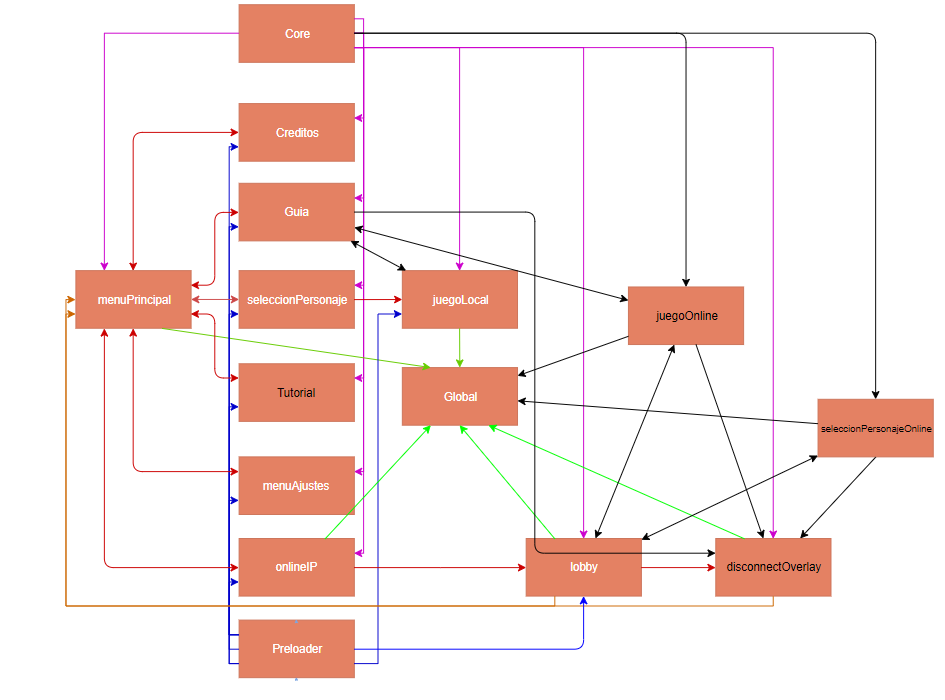 Core
Creditos
Guia
menuPrincipal
seleccionPersonaje
juegoLocal
juegoOnline
Tutorial
Global
seleccionPersonajeOnline
menuAjustes
onlineIP
lobby
disconnectOverlay
Preloader